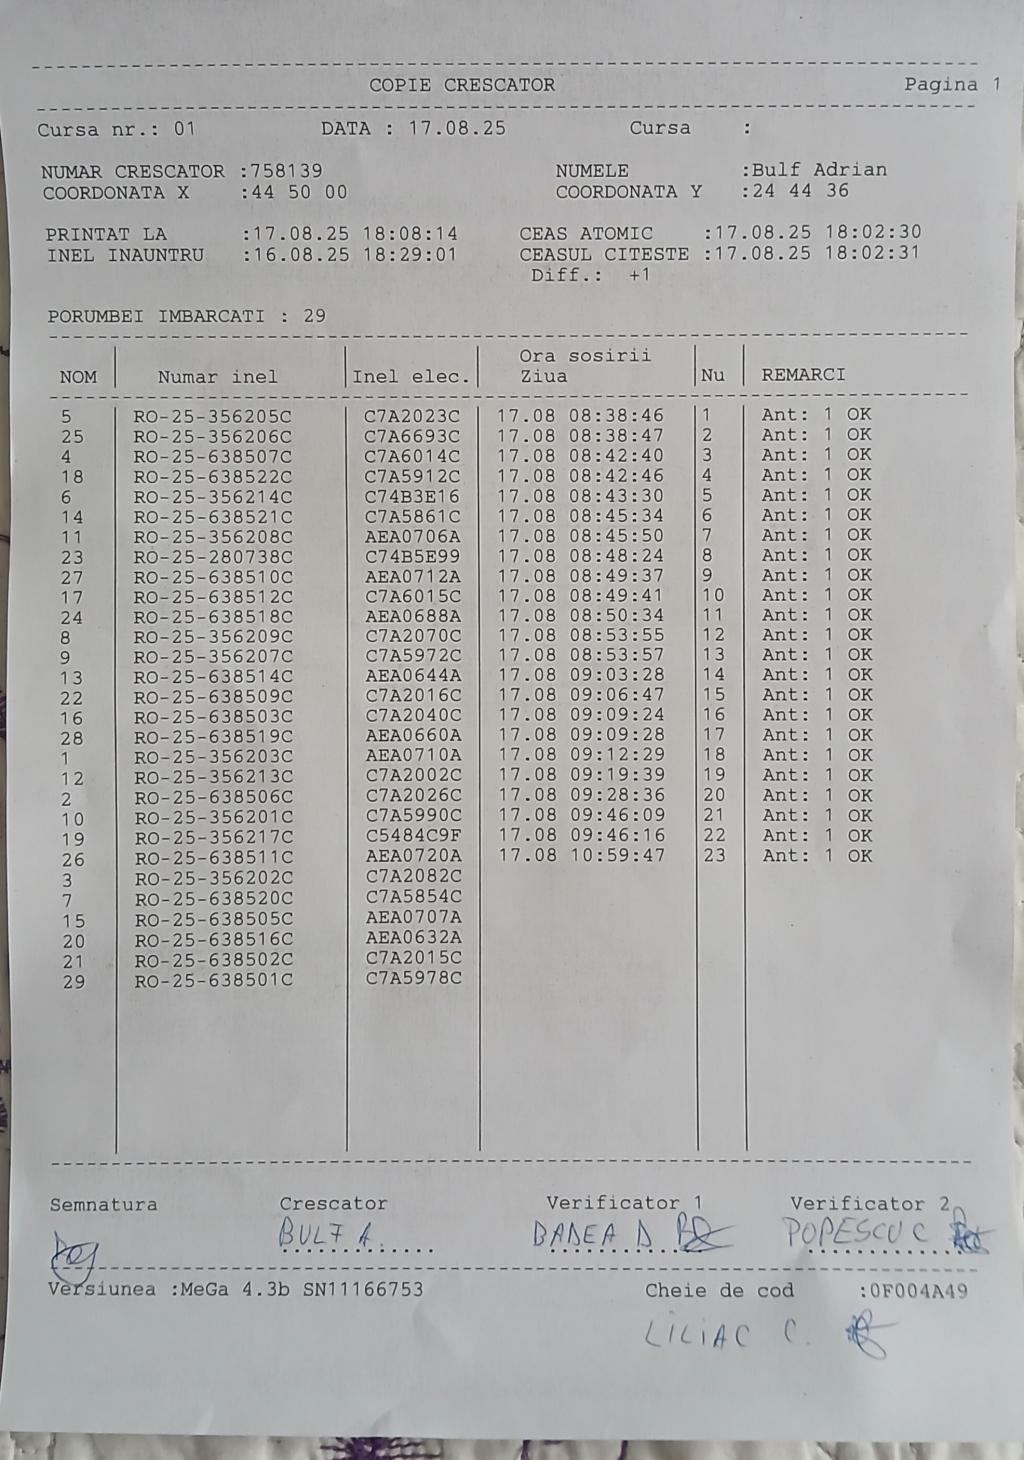 COPIE CRESCATOR Pagina 1
Cursa nr.: 01 DATA : 17.08.25 Cursa :
NUMAR CRESCATOR :758139 NUMELE :Bulf Adrian
COORDONATA X :44 50 00 COORDONATA Y :24 44 36
PRINTAT LA :17.08.25 18:08:14 CEAS ATOMIC :17.08.25 18:02:30
INEL INAUNTRU :16.08.25 18:29:01 CEASUL CITESTE :17.08.25 18:02:31
Diff.: +1
PORUMBEI IMBARCATI : 29
Ora sosirii
NOM Numar inel Inel elec. Ziua Nu REMARCI
5 RO-25-356205C C7A2023C 17.08 08:38:46 1 Ant: 1 OK
25 RO-25-356206C C7A6693C 17.08 08:38:47 2 Ant: 1 OK
4 RO-25-638507C C7A6014C 17.08 08:42:40 3 Ant: 1 OK
18 RO-25-638522C C7A5912C 17.08 08:42:46 4 Ant: 1 OK
6 RO-25-356214C C74B3E16 17.08 08:43:30 5 Ant: 1 OK
14 RO-25-638521C C7A5861C 17.08 08:45:34 6 Ant: 1 OK
11 RO-25-356208C AEA0706A 17.08 08:45:50 7 Ant: 1 OK
23 RO-25-280738C C74B5E99 17.08 08:48:24 8 Ant: 1 OK
27 RO-25-638510C AEA0712A 17.08 08:49:37 9 Ant: 1 OK
17 RO-25-638512C C7A6015C 17.08 08:49:41 10 Ant: 1 OK
24 RO-25-638518C AEA0688A 17.08 08:50:34 11 Ant: 1 OK
8 RO-25-356209C C7A2070C 17.08 08:53:55 12 Ant: 1 OK
9 RO-25-356207C C7A5972C 17.08 08:53:57 13 Ant: 1 OK
13 RO-25-638514C AEA0644A 17.08 09:03:28 14 Ant: 1 OK
22 RO-25-638509C C7A2016C 17.08 09:06:47 15 Ant: 1 OK
16 RO-25-638503C C7A2040C 17.08 09:09:24 16 Ant: 1 OK
28 RO-25-638519C AEA0660A 17.08 09:09:28 17 Ant: 1 OK
1 RO-25-356203C AEA0710A 17.08 09:12:29 18 Ant: 1 OK
12 RO-25-356213C C7A2002C 17.08 09:19:39 19 Ant: 1 OK
2 RO-25-638506C C7A2026C 17.08 09:28:36 20 Ant: 1 OK
10 RO-25-356201C C7A5990C 17.08 09:46:09 21 Ant: 1 OK
19 RO-25-356217C C5484C9F 17.08 09:46:16 22 Ant: 1 OK
26 RO-25-638511C AEA0720A 17.08 10:59:47 23 Ant: 1 OK
3 RO-25-356202C C7A2082C
7 RO-25-638520C C7A5854C
15 RO-25-638505C AEA0707A
20 RO-25-638516C AEA0632A
21 RO-25-638502C C7A2015C
29 RO-25-638501C C7A5978C
Semnatura Crescator Verificator 1 Verificator 2
BULF A. BADEA D POPESCU C
Versiunea :MeGa 4.3b SN11166753 Cheie de cod :0F004A49
LILIAC C.